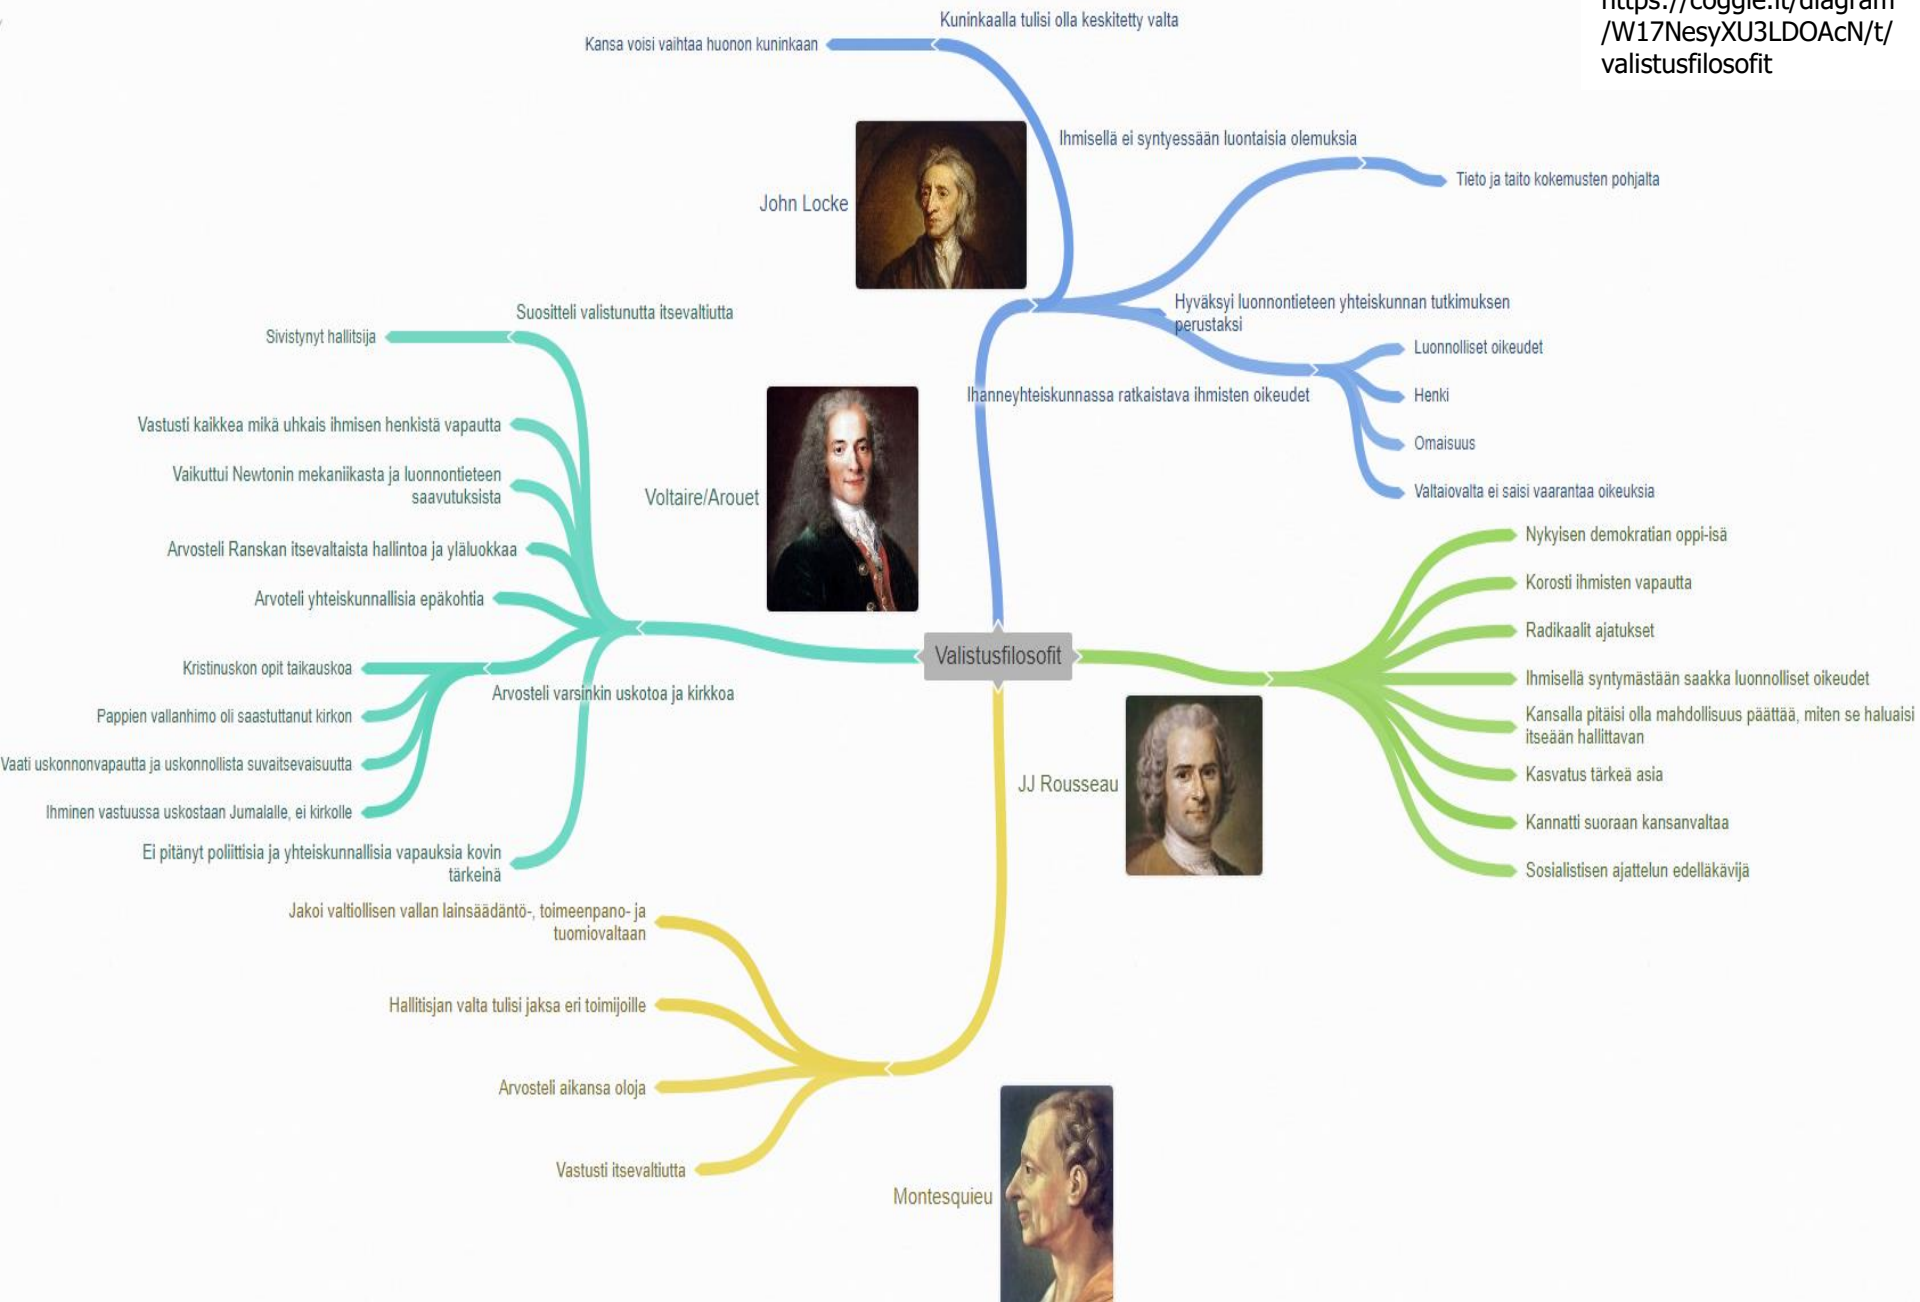 https://coggle.it/diagram
/W17NesyXU3LDOAcN/t/
valistusfilosofit
Kuninkaalla tulisi olla keskitetty valta
Kansa voisi vaihtaa huonon kuninkaan
Ihmisellä ei syntyessään luontaisia olemuksia
Tieto ja taito kokemusten pohjalta
John Locke
Hyväksyi luonnontieteen yhteiskunnan tutkimuksen
perustaksi
Ihanneyhteiskunnassa ratkaistava ihmisten oikeudet
Luonnolliset oikeudet
Henki
Omaisuus
Valtaiovalta ei saisi vaarantaa oikeuksia
Suositteli valistunutta itsevaltiutta
Sivistynyt hallitsija
Vastusti kaikkea mikä uhkais ihmisen henkistä vapautta
Vaikuttui Newtonin mekaniikasta ja luonnontieteen
saavutuksista
Voltaire/Arouet
Arvosteli Ranskan itsevaltaista hallintoa ja yläluokkaa
Arvoteli yhteiskunnallisia epäkohtia
Kristinuskon opit taikauskoa
Arvosteli varsinkin uskotoa ja kirkkoa
Pappien vallanhimo oli saastuttanut kirkon
Vaati uskonnonvapautta ja uskonnollista suvaitsevaisuutta
Ihminen vastuussa uskostaan Jumalalle, ei kirkolle
Ei pitänyt poliittisia ja yhteiskunnallisia vapauksia kovin
tärkeinä
Valistusfilosofit
Nykyisen demokratian oppi-isä
Korosti ihmisten vapautta
Radikaalit ajatukset
Ihmisellä syntymästään saakka luonnolliset oikeudet
Kansalla pitäisi olla mahdollisuus päättää, miten se haluaisi
itseään hallittavan
Kasvatus tärkeä asia
JJ Rousseau
Kannatti suoraan kansanvaltaa
Sosialistisen ajattelun edelläkävijä
Jakoi valtiollisen vallan lainsäädäntö-, toimeenpano- ja
tuomiovaltaan
Hallitisjan valta tulisi jaksa eri toimijoille
Arvosteli aikansa oloja
Vastusti itsevaltiutta
Montesquieu